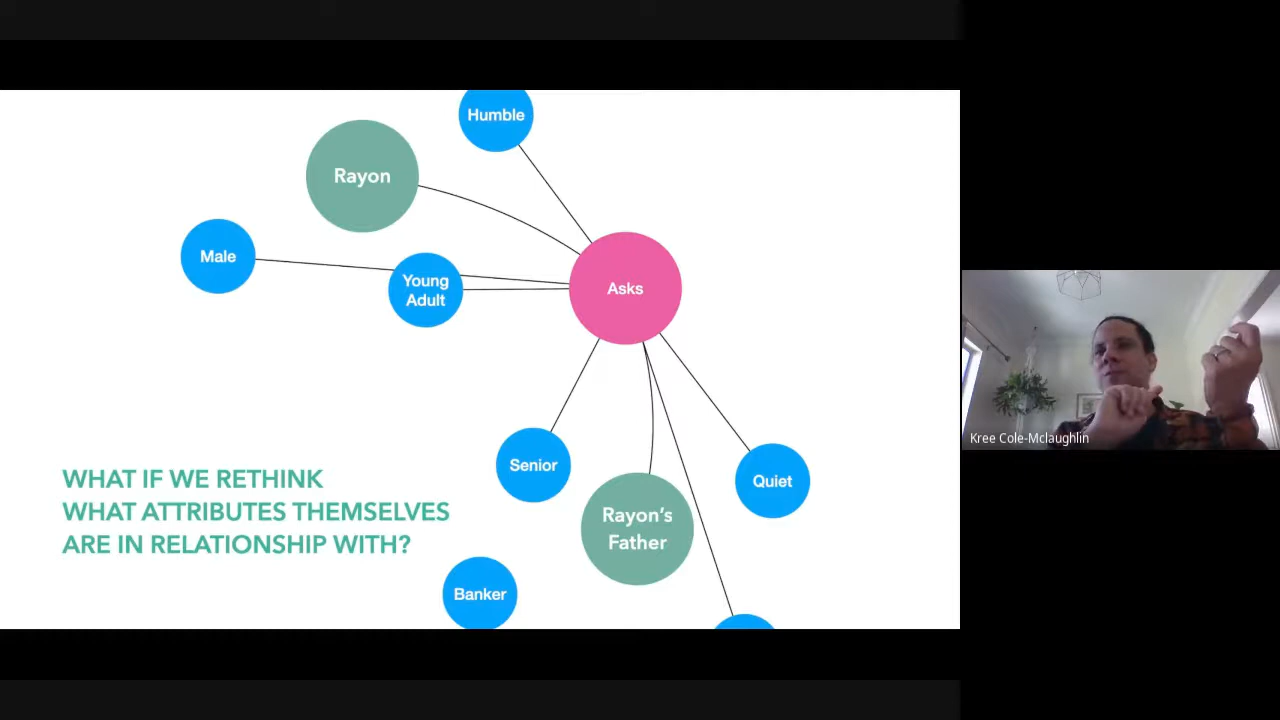 Humble
Rayon
Male
Young
Adult
Asks
Senior
Quiet
Rayon's
Father
Banker
WHAT IF WE RETHINK
WHAT ATTRIBUTES THEMSELVES
ARE IN RELATIONSHIP WITH?
Kree Cole-Mclaughlin